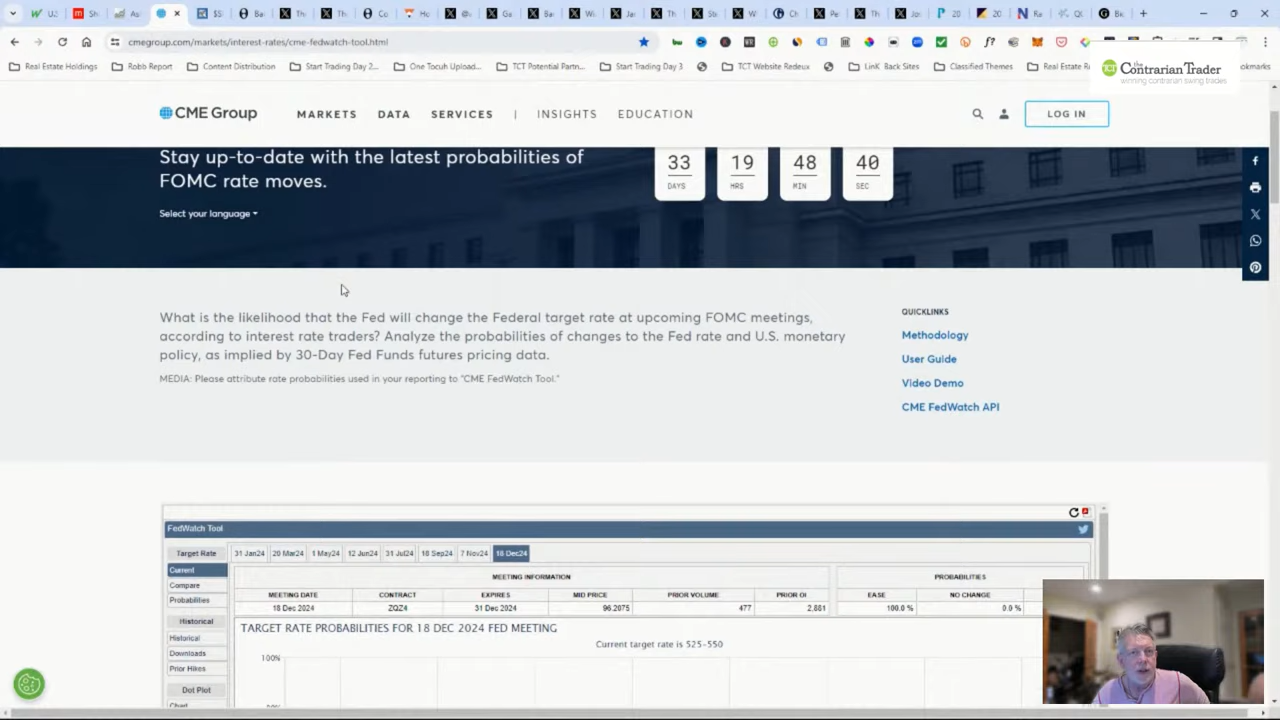 cmegroup.com/markets/interest-rates/cme-fedwatch-tool.html
Real Estate Holdings
Robb Report
Content Distribution
Start Trading Day 2...
One Tocuh Upload...
TCT Potential Partn...
Start Trading Day 3
TCT Website Redeux
LinK Back Sites
Classified Themes
TCT
the
ContrarianTrader
winning contrarian swing trades
CME Group
MARKETS DATA SERVICES | INSIGHTS EDUCATION
LOG IN
Stay up-to-date with the latest probabilities of
FOMC rate moves.
33 19 48 40
DAYS HRS MIN SEC
Select your language
What is the likelihood that the Fed will change the Federal target rate at upcoming FOMC meetings,
according to interest rate traders? Analyze the probabilities of changes to the Fed rate and U.S. monetary
policy, as implied by 30-Day Fed Funds futures pricing data.
MEDIA: Please attribute rate probabilities used in your reporting to "CME FedWatch Tool."
QUICKLINKS
Methodology
User Guide
Video Demo
CME FedWatch API
FedWatch Tool
Target Rate
31 Jan24 20 Mar24 1 May24 12 Jun24 31 Jul24 18 Sep24 7 Nov24 18 Dec24
Current
Compare
Probabilities
Historical
Historical
Downloads
Prior Hikes
Dot Plot
Chart
MEETING INFORMATION
MEETING DATE CONTRACT EXPIRES MID PRICE PRIOR VOLUME PRIOR OI
18 Dec 2024 ZQZ4 31 Dec 2024 96.2075 477 2,881
PROBABILITIES
EASE NO CHANGE
100.0 % 0.0 %
TARGET RATE PROBABILITIES FOR 18 DEC 2024 FED MEETING
Current target rate is 525-550
100%